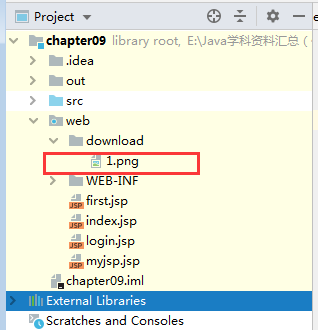 Project
chapter09 library root, E:\Java学科资料汇总 (
.idea
out
src
web
download
1.png
WEB-INF
first.jsp
index.jsp
login.jsp
myjsp.jsp
chapter09.iml
External Libraries
Scratches and Consoles